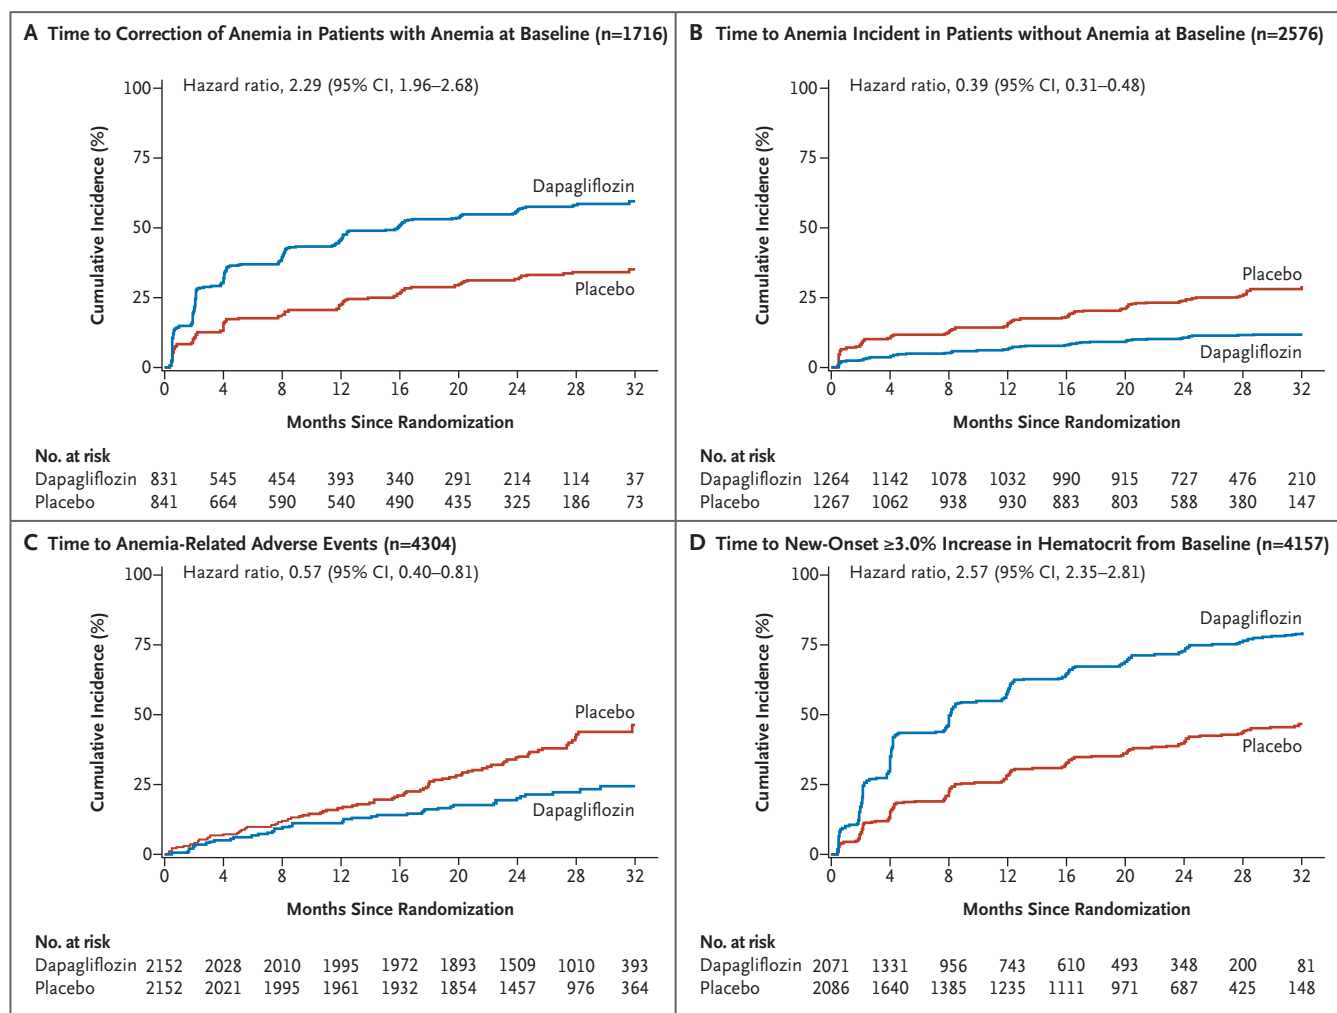 A Time to Correction of Anemia in Patients with Anemia at Baseline (n=1716)
Hazard ratio, 2.29 (95% CI, 1.96–2.68)
Cumulative Incidence (%)
100
75
50
25
0
Dapagliflozin
Placebo
0 4 8 12 16 20 24 28 32
Months Since Randomization
No. at risk
Dapagliflozin 831 545 454 393 340 291 214 114 37
Placebo 841 664 590 540 490 435 325 186 73
B Time to Anemia Incident in Patients without Anemia at Baseline (n=2576)
Hazard ratio, 0.39 (95% CI, 0.31–0.48)
Cumulative Incidence (%)
100
75
50
25
0
Placebo
Dapagliflozin
0 4 8 12 16 20 24 28 32
Months Since Randomization
No. at risk
Dapagliflozin 1264 1142 1078 1032 990 915 727 476 210
Placebo 1267 1062 938 930 883 803 588 380 147
C Time to Anemia-Related Adverse Events (n=4304)
Hazard ratio, 0.57 (95% CI, 0.40–0.81)
Cumulative Incidence (%)
100
75
50
25
0
Placebo
Dapagliflozin
0 4 8 12 16 20 24 28 32
Months Since Randomization
No. at risk
Dapagliflozin 2152 2028 2010 1995 1972 1893 1509 1010 393
Placebo 2152 2021 1995 1961 1932 1854 1457 976 364
D Time to New-Onset ≥3.0% Increase in Hematocrit from Baseline (n=4157)
Hazard ratio, 2.57 (95% CI, 2.35–2.81)
Cumulative Incidence (%)
100
75
50
25
0
Dapagliflozin
Placebo
0 4 8 12 16 20 24 28 32
Months Since Randomization
No. at risk
Dapagliflozin 2071 1331 956 743 610 493 348 200 81
Placebo 2086 1640 1385 1235 1111 971 687 425 148